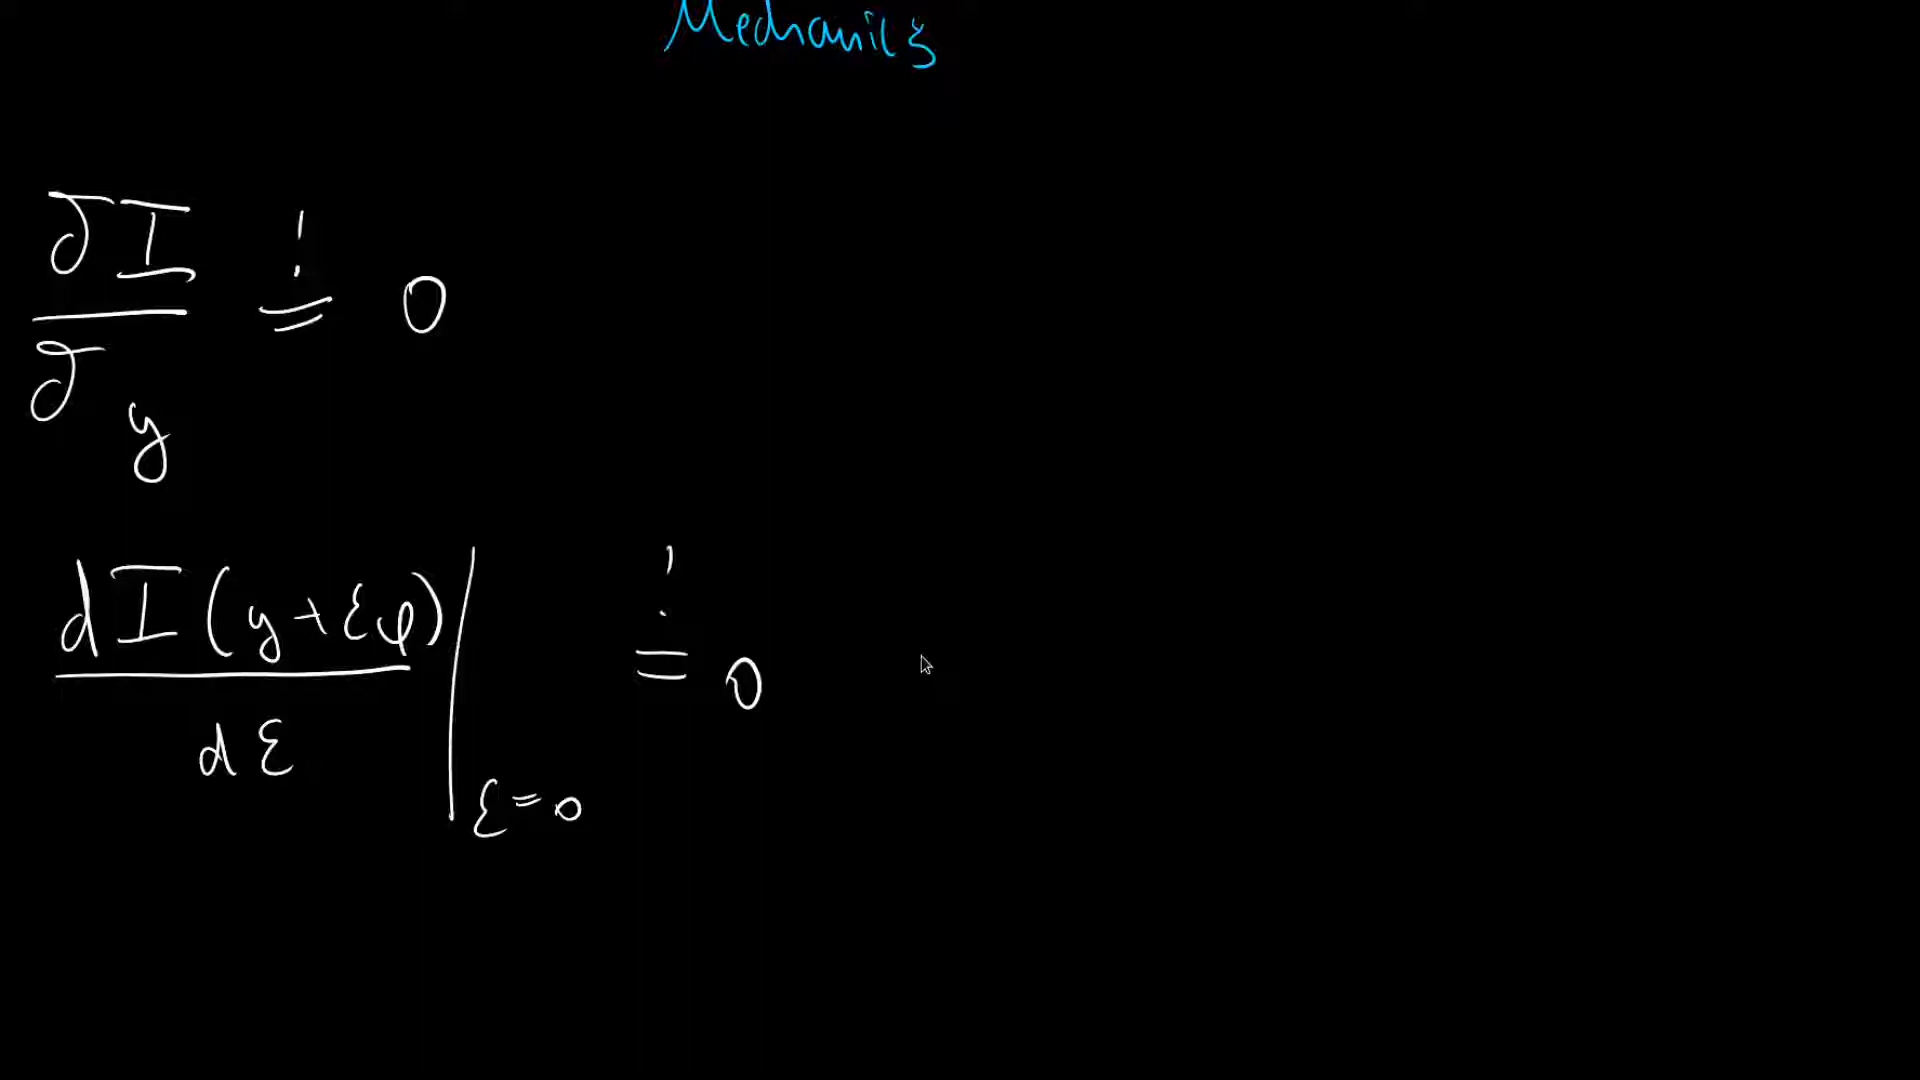 Mechanics
δI / δy != 0
dI(y+εφ) / dε |ε=0 != 0